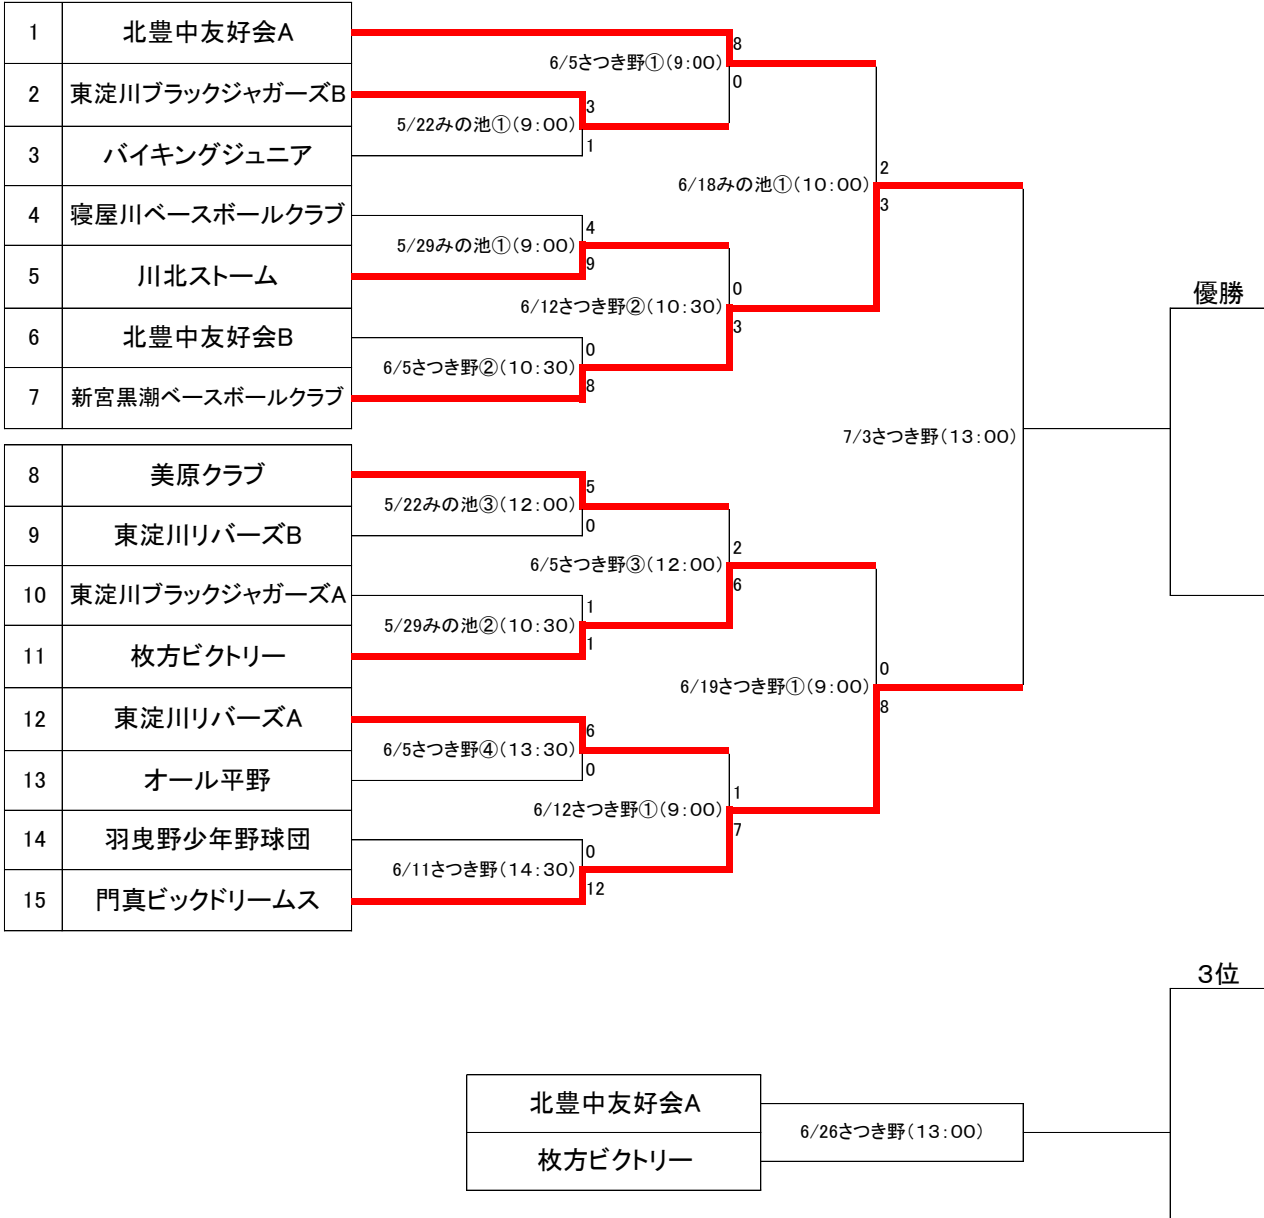 1 北豊中友好会A
8
6/5さつき野①(9:00)
0
2 東淀川ブラックジャガーズB
3
5/22みの池①(9:00)
1
3 バイキングジュニア
2
6/18みの池①(10:00)
3
4 寝屋川ベースボールクラブ
4
5/29みの池①(9:00)
9
5 川北ストーム
0
6/12さつき野②(10:30)
3
優勝
6 北豊中友好会B
0
6/5さつき野②(10:30)
8
7 新宮黒潮ベースボールクラブ
7/3さつき野(13:00)
8 美原クラブ
5
5/22みの池③(12:00)
0
9 東淀川リバーズB
2
6/5さつき野③(12:00)
6
10 東淀川ブラックジャガーズA
1
5/29みの池②(10:30)
1
11 枚方ビクトリー
0
6/19さつき野①(9:00)
8
12 東淀川リバーズA
6
6/5さつき野④(13:30)
0
13 オール平野
1
6/12さつき野①(9:00)
7
14 羽曳野少年野球団
0
6/11さつき野(14:30)
12
15 門真ビックドリームス
3位
北豊中友好会A
6/26さつき野(13:00)
枚方ビクトリー